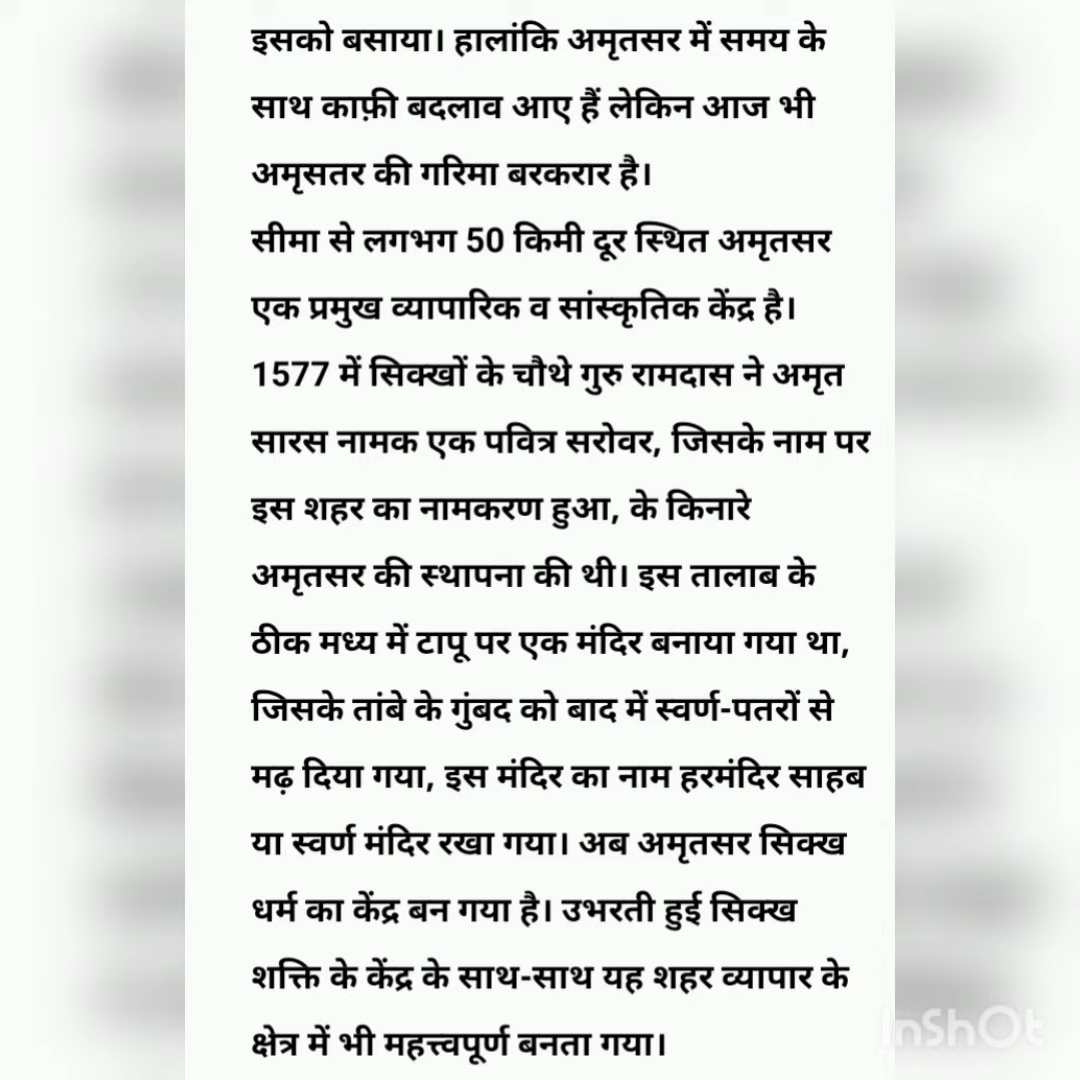 इसको बसाया। हालांकि अमृतसर में समय के
साथ काफ़ी बदलाव आए हैं लेकिन आज भी
अमृसतर की गरिमा बरकरार है।
सीमा से लगभग 50 किमी दूर स्थित अमृतसर
एक प्रमुख व्यापारिक व सांस्कृतिक केंद्र है।
1577 में सिक्खों के चौथे गुरु रामदास ने अमृत
सारस नामक एक पवित्र सरोवर, जिसके नाम पर
इस शहर का नामकरण हुआ, के किनारे
अमृतसर की स्थापना की थी। इस तालाब के
ठीक मध्य में टापू पर एक मंदिर बनाया गया था,
जिसके तांबे के गुंबद को बाद में स्वर्ण-पतरों से
मढ़ दिया गया, इस मंदिर का नाम हरमंदिर साहब
या स्वर्ण मंदिर रखा गया। अब अमृतसर सिक्ख
धर्म का केंद्र बन गया है। उभरती हुई सिक्ख
शक्ति के केंद्र के साथ-साथ यह शहर व्यापार के
क्षेत्र में भी महत्त्वपूर्ण बनता गया।
InShOt